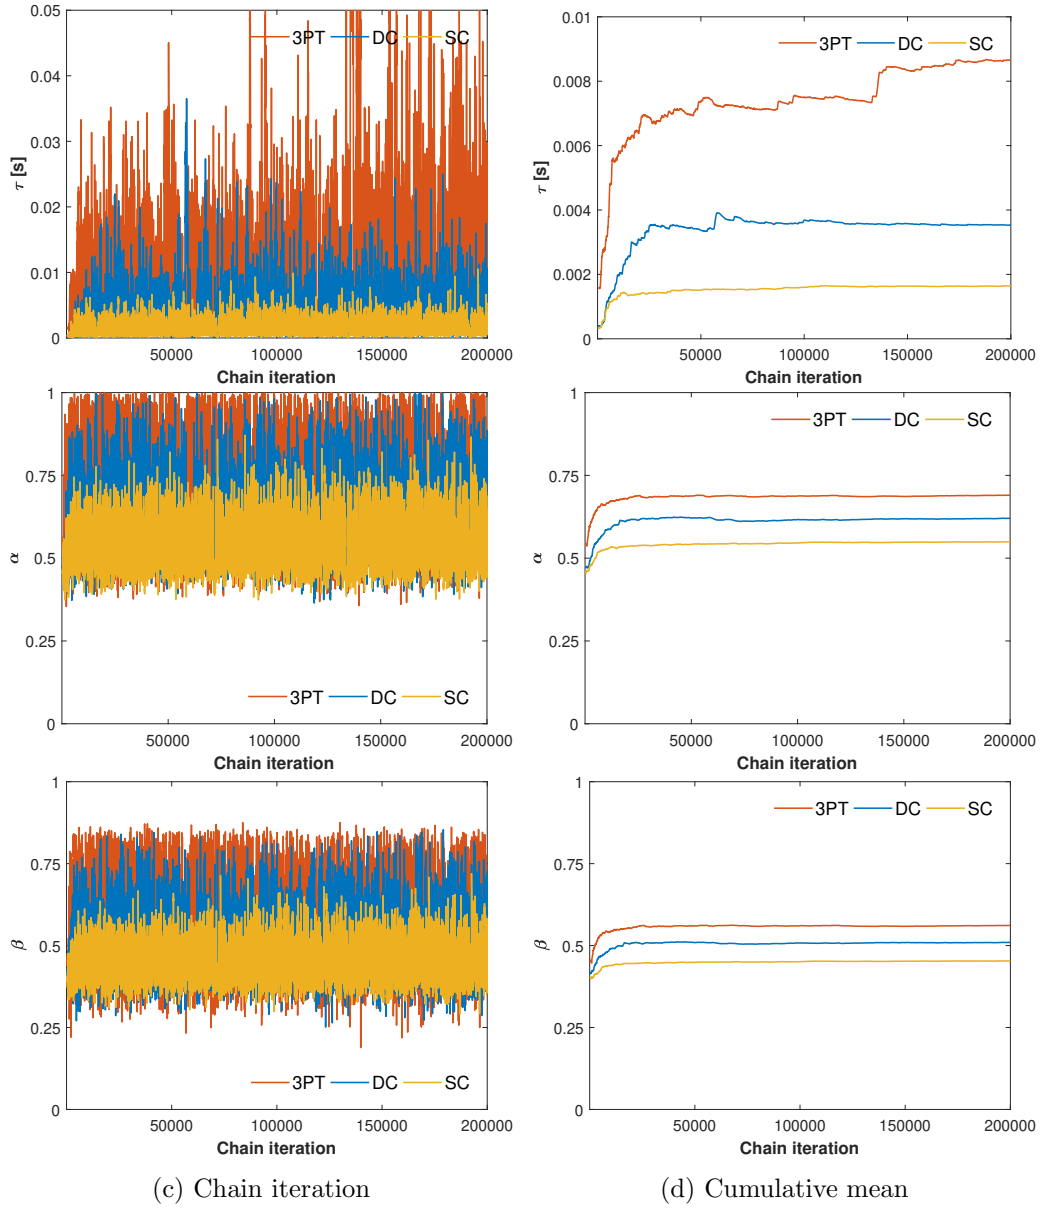 0.05
0.04
0.03
0.02
0.01
0
τ [s]
3PT DC SC
50000 100000 150000 200000
Chain iteration
0.01
0.008
0.006
0.004
0.002
0
τ [s]
3PT DC SC
50000 100000 150000 200000
Chain iteration
1
0.75
0.5
0.25
0
α
3PT DC SC
50000 100000 150000 200000
Chain iteration
1
0.75
0.5
0.25
0
α
3PT DC SC
50000 100000 150000 200000
Chain iteration
1
0.75
0.5
0.25
0
β
3PT DC SC
50000 100000 150000 200000
Chain iteration
1
0.75
0.5
0.25
0
β
3PT DC SC
50000 100000 150000 200000
Chain iteration
(c) Chain iteration
(d) Cumulative mean